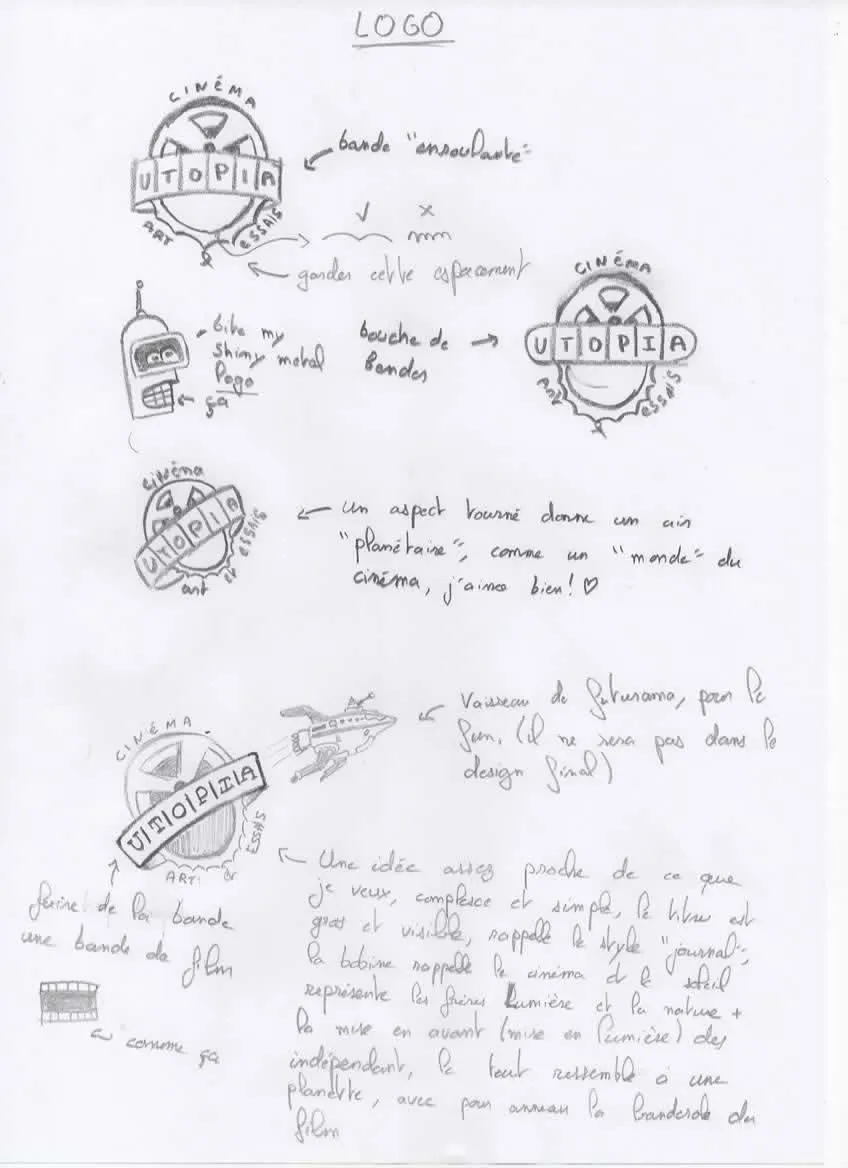 LOGO
CINÉMA
UTOPIA
ART
&
ESSAIS
bande "enroulante"
garder cette espacement
bite my
shiny metal
logo
ça
bouche de
bender
CINÉMA
UTOPIA
ART
&
ESSAIS
cinéma
UTOPIA
art et ESSAIS
un aspect tourné donne un air
"planétaire", comme un "monde" du
cinéma, j'aime bien! ♡
Vaisseau de futurama, pour le
fun. (il ne sera pas dans le
design final)
CINÉMA
UTOPIA
ART et ESSAIS
faire de la bande
une bande de
film
comme ça
Une idée assez proche de ce que
je veux, complexe et simple, le titre est
gras et visible, rappelle le style "journal",
la bobine rappelle le cinéma et le soleil
représente les frères Lumière et la nature +
la mise en avant (mise en lumière) des
indépendant, le tout ressemble à une
planette, avec pour anneau la banderole du
film